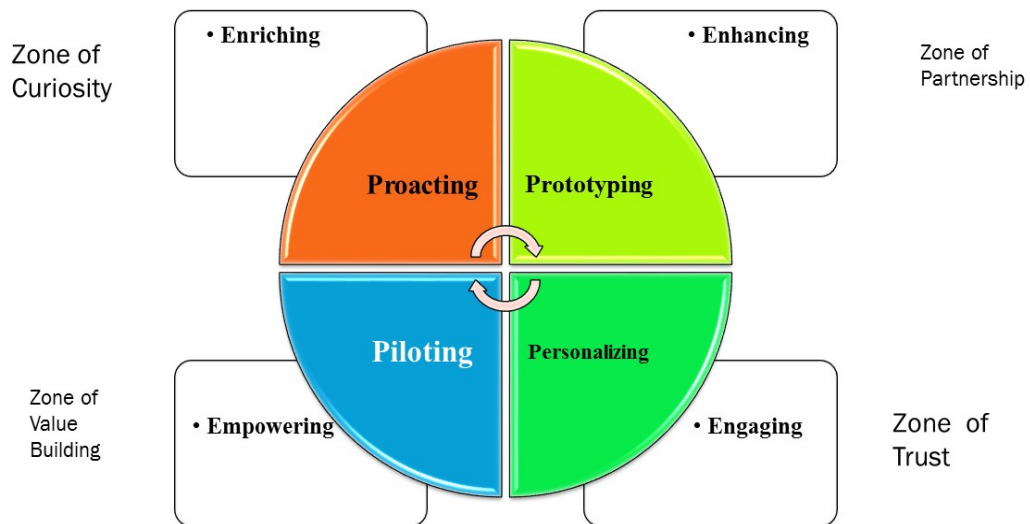 Zone of
Curiosity
• Enriching
• Enhancing
Zone of
Partnership
Proacting
Prototyping
Piloting
Personalizing
Zone of
Value
Building
• Empowering
• Engaging
Zone of
Trust